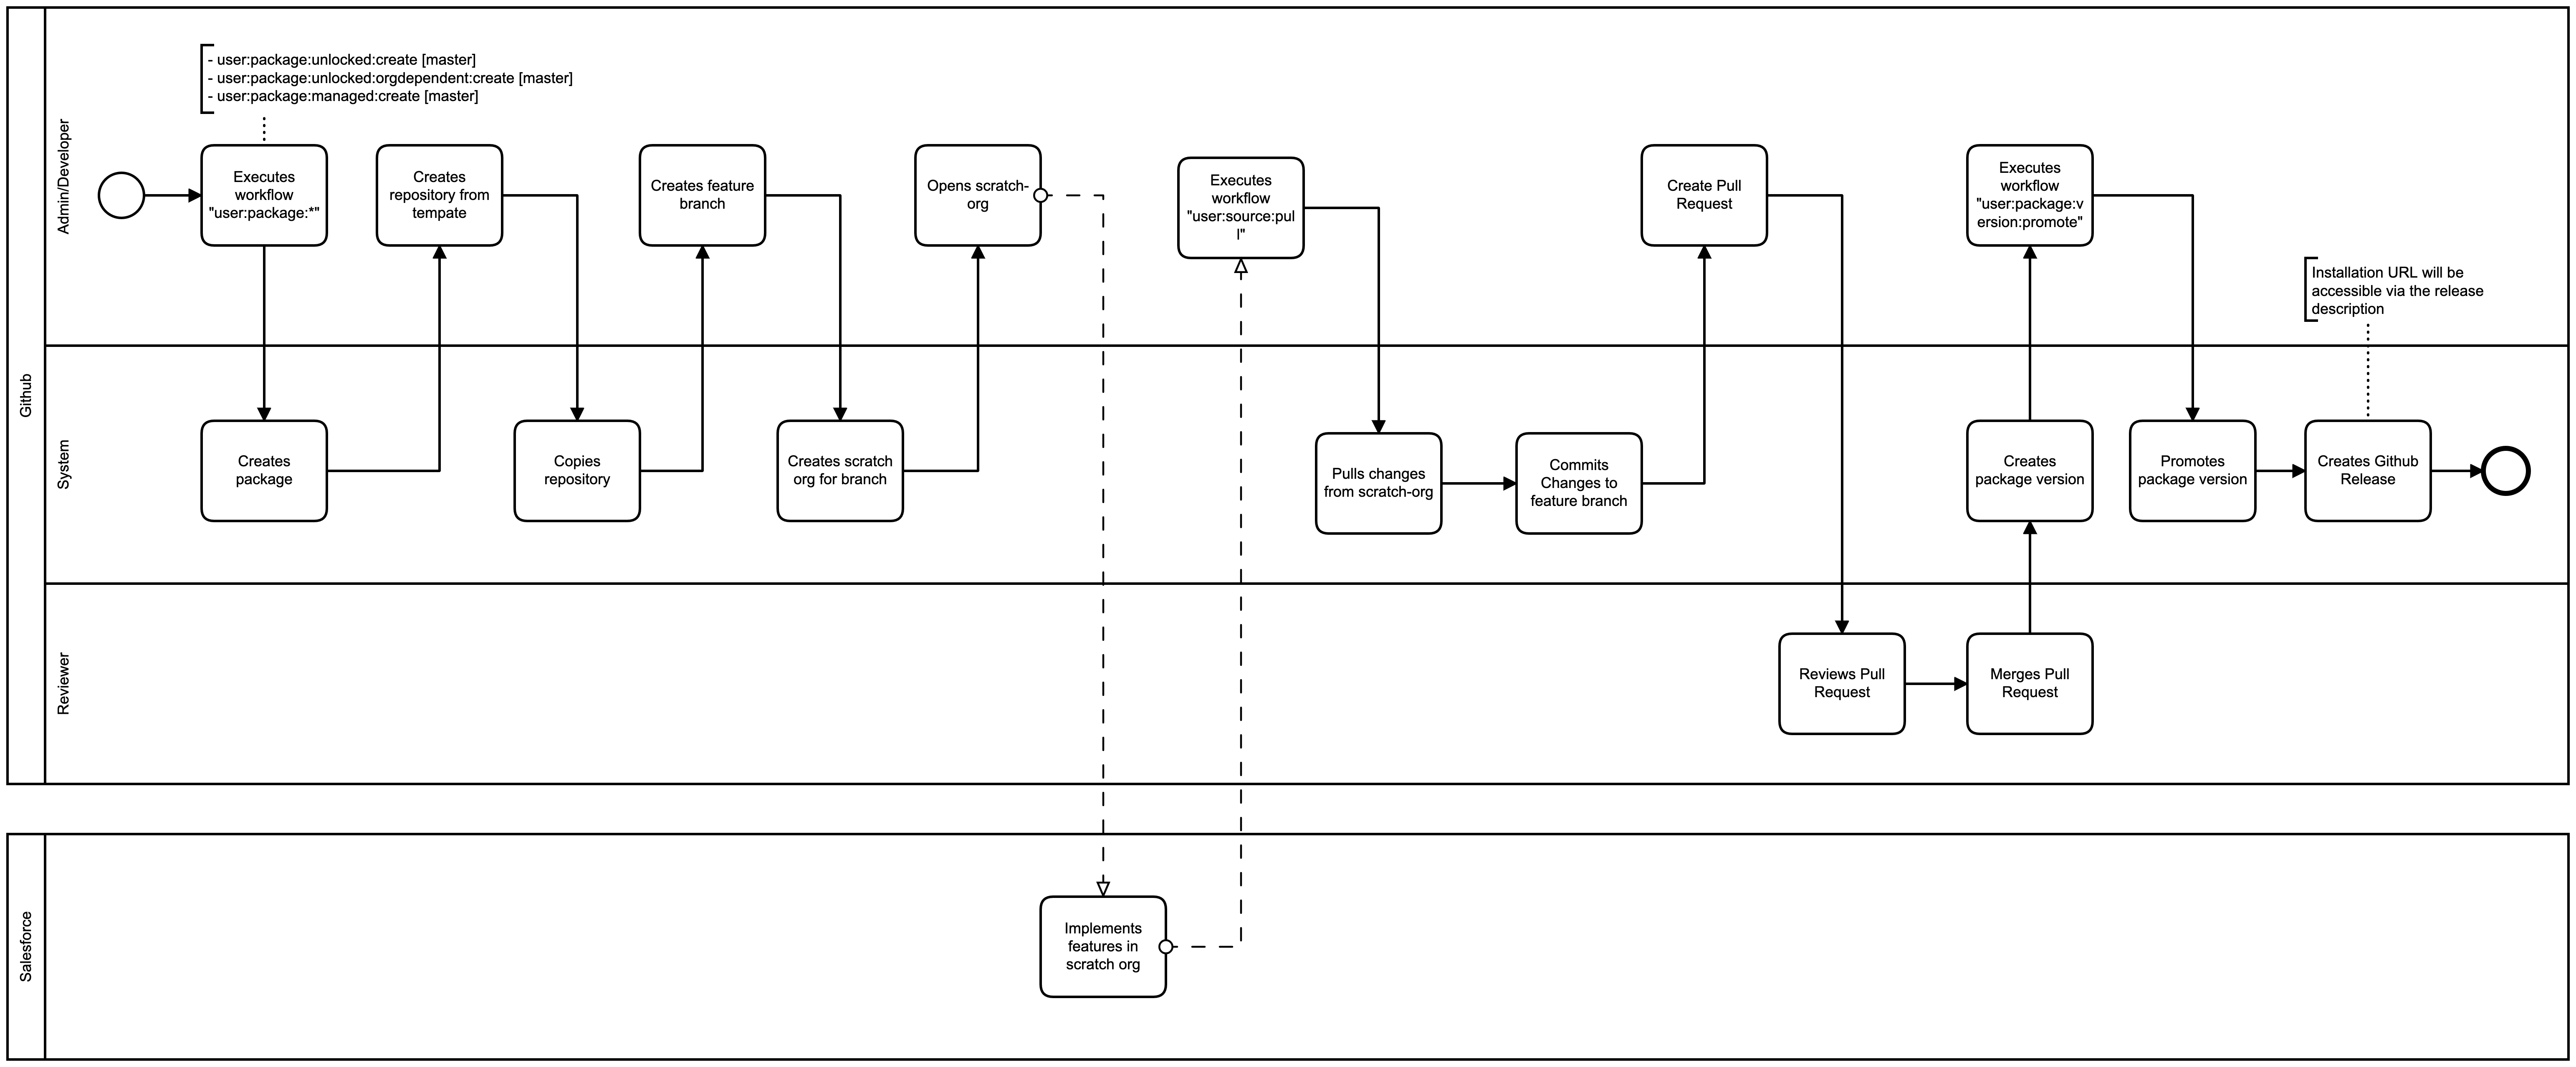 Github
Admin/Developer
- user:package:unlocked:create [master]
- user:package:unlocked:orgdependent:create [master]
- user:package:managed:create [master]
Executes
workflow
"user:package:*"
Creates
repository from
tempate
Creates feature
branch
Opens scratch-
org
Executes
workflow
"user:source:pul
l"
Create Pull
Request
Executes
workflow
"user:package:v
ersion:promote"
Installation URL will be
accessible via the release
description
System
Creates
package
Copies
repository
Creates scratch
org for branch
Pulls changes
from scratch-org
Commits
Changes to
feature branch
Creates
package version
Promotes
package version
Creates Github
Release
Reviewer
Reviews Pull
Request
Merges Pull
Request
Salesforce
Implements
features in
scratch org